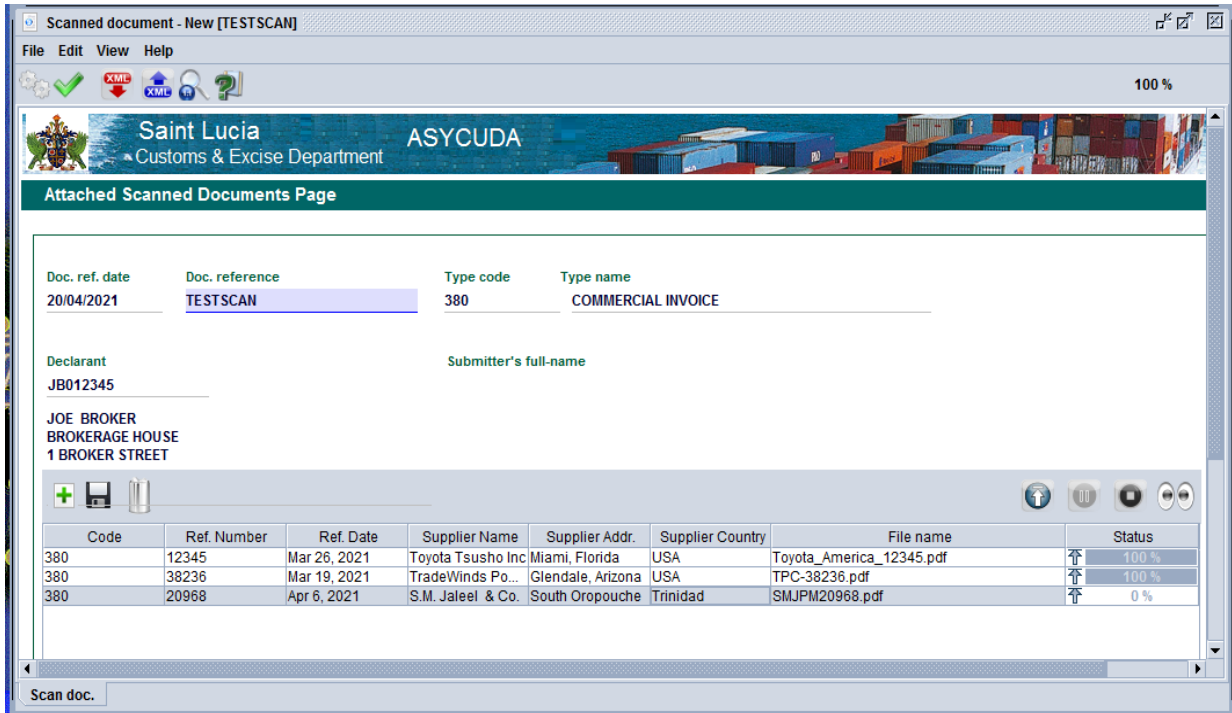 Scanned document - New [TESTSCAN]
File Edit View Help
XML XML 100 %
Saint Lucia ASYCUDA
Customs & Excise Department
Attached Scanned Documents Page
Doc. ref. date Doc. reference Type code Type name
20/04/2021 TESTSCAN 380 COMMERCIAL INVOICE
Declarant Submitter's full-name
JB012345
JOE BROKER
BROKERAGE HOUSE
1 BROKER STREET
Code Ref. Number Ref. Date Supplier Name Supplier Addr. Supplier Country File name Status
380 12345 Mar 26, 2021 Toyota Tsusho Inc Miami, Florida USA Toyota_America_12345.pdf 100 %
380 38236 Mar 19, 2021 TradeWinds Po... Glendale, Arizona USA TPC-38236.pdf 100 %
380 20968 Apr 6, 2021 S.M. Jaleel & Co. South Oropouche Trinidad SMJPM20968.pdf 0 %
Scan doc.